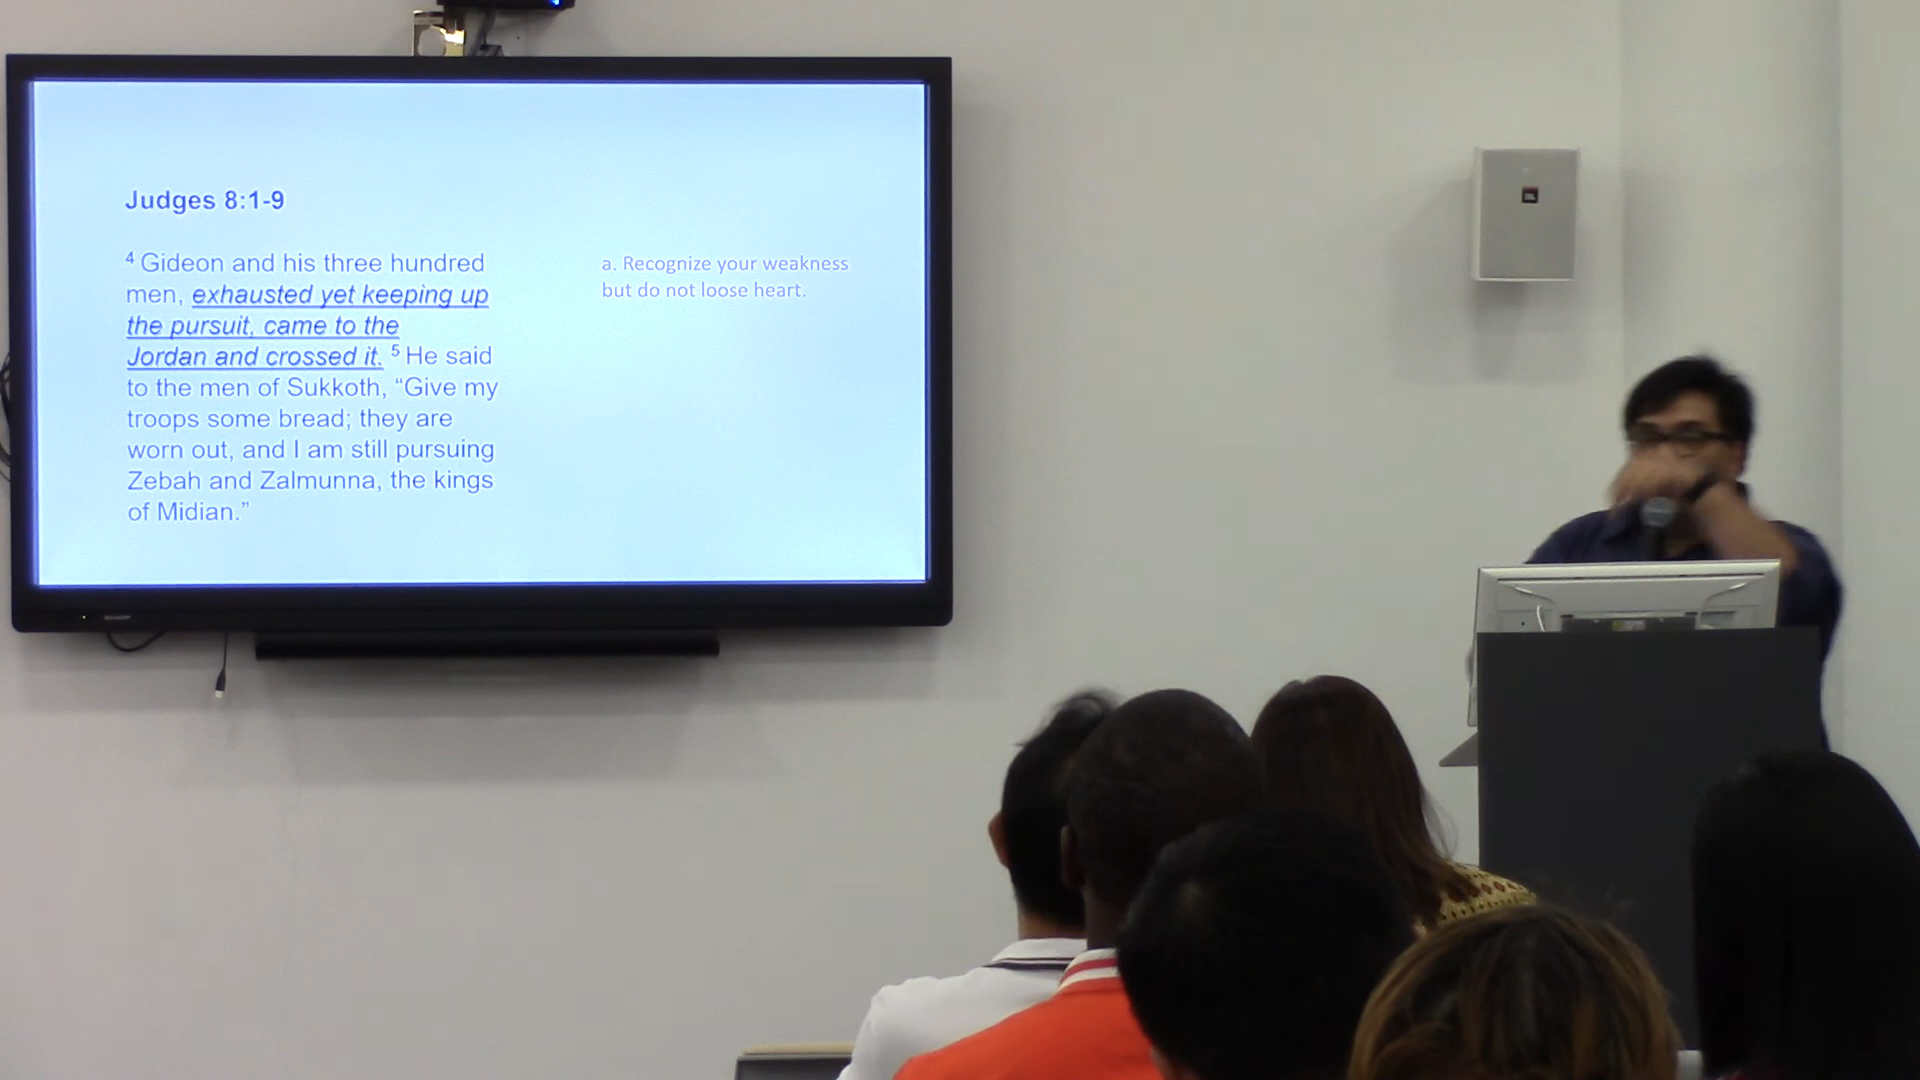 Judges 8:1-9
4 Gideon and his three hundred
men, exhausted yet keeping up
the pursuit, came to the
Jordan and crossed it. 5 He said
to the men of Sukkoth, “Give my
troops some bread; they are
worn out, and I am still pursuing
Zebah and Zalmunna, the kings
of Midian.”
a. Recognize your weakness
but do not loose heart.
SHARP